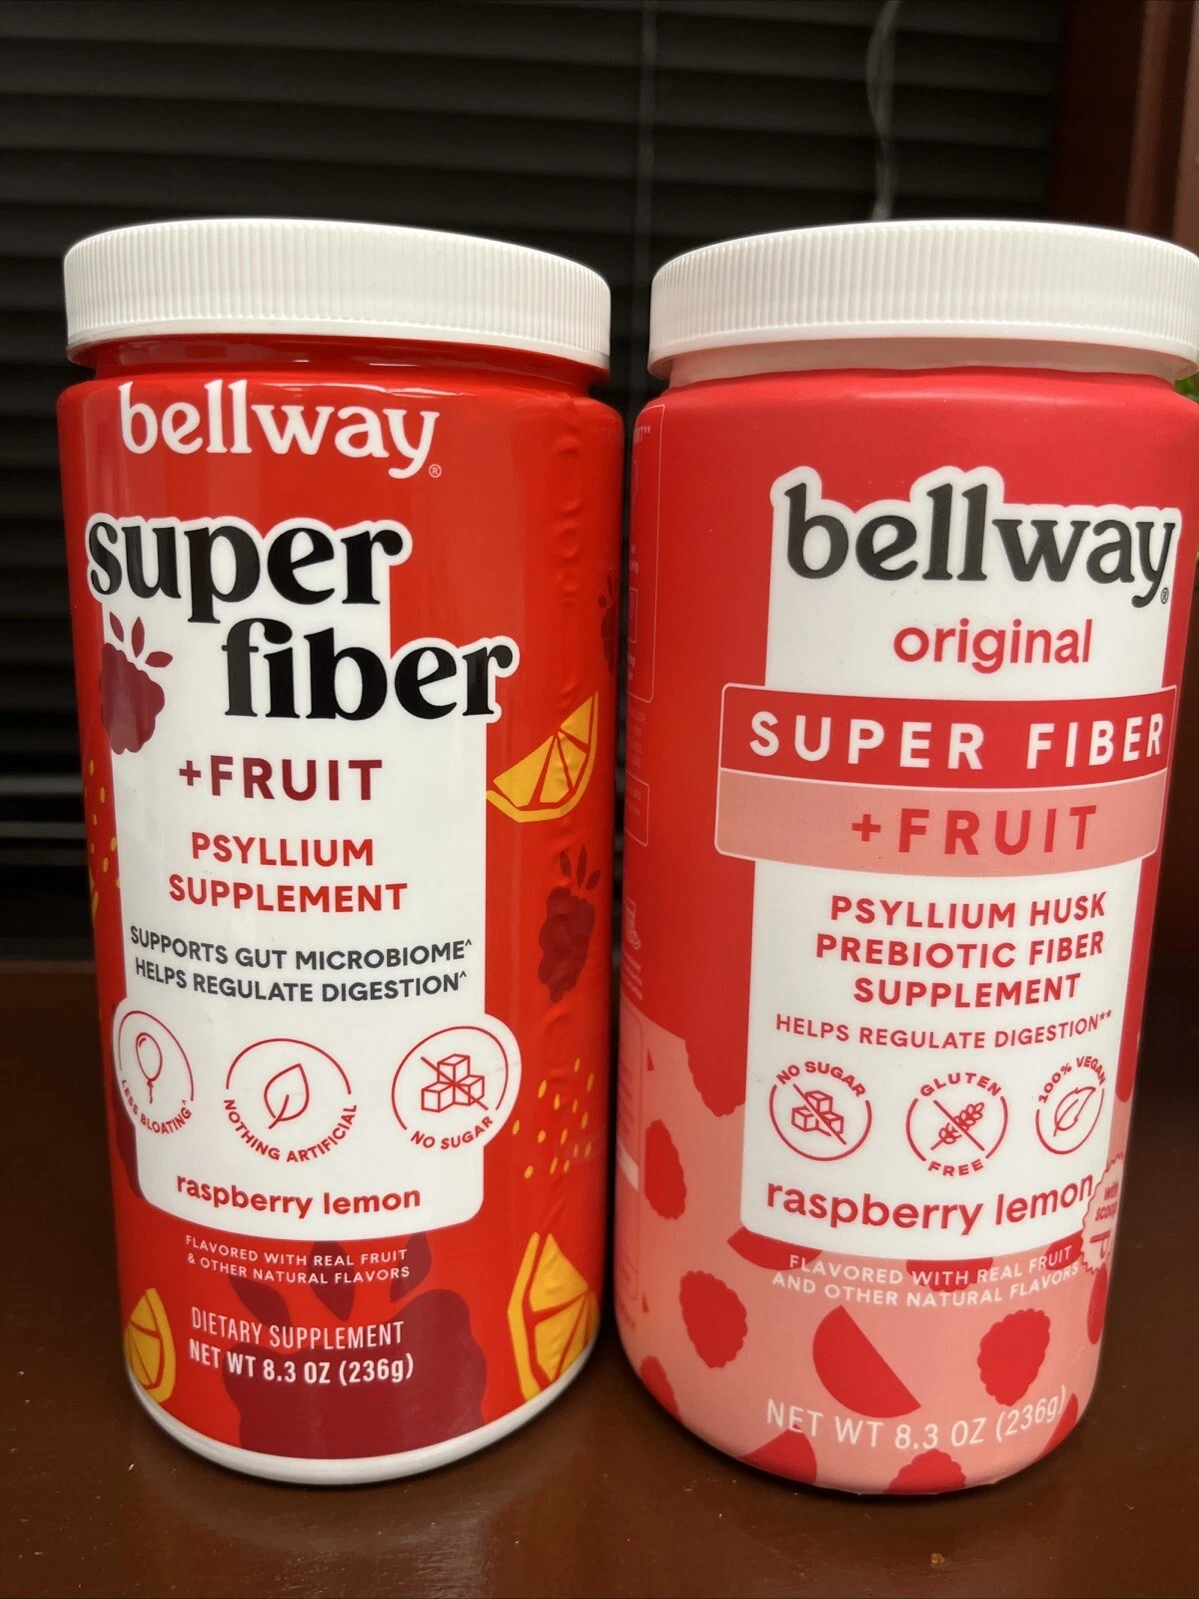 bellway®
super
fiber
+FRUIT
PSYLLIUM
SUPPLEMENT
SUPPORTS GUT MICROBIOME^
HELPS REGULATE DIGESTION^
LESS BLOATING^
NOTHING ARTIFICIAL
NO SUGAR
raspberry lemon
FLAVORED WITH REAL FRUIT
& OTHER NATURAL FLAVORS
DIETARY SUPPLEMENT
NET WT 8.3 OZ (236g)
bellway®
original
SUPER FIBER
+FRUIT
PSYLLIUM HUSK
PREBIOTIC FIBER
SUPPLEMENT
HELPS REGULATE DIGESTION**
NO SUGAR
GLUTEN
FREE
100% VEGAN
raspberry lemon
with
scoop
FLAVORED WITH REAL FRUIT
AND OTHER NATURAL FLAVORS
NET WT 8.3 OZ (236g)